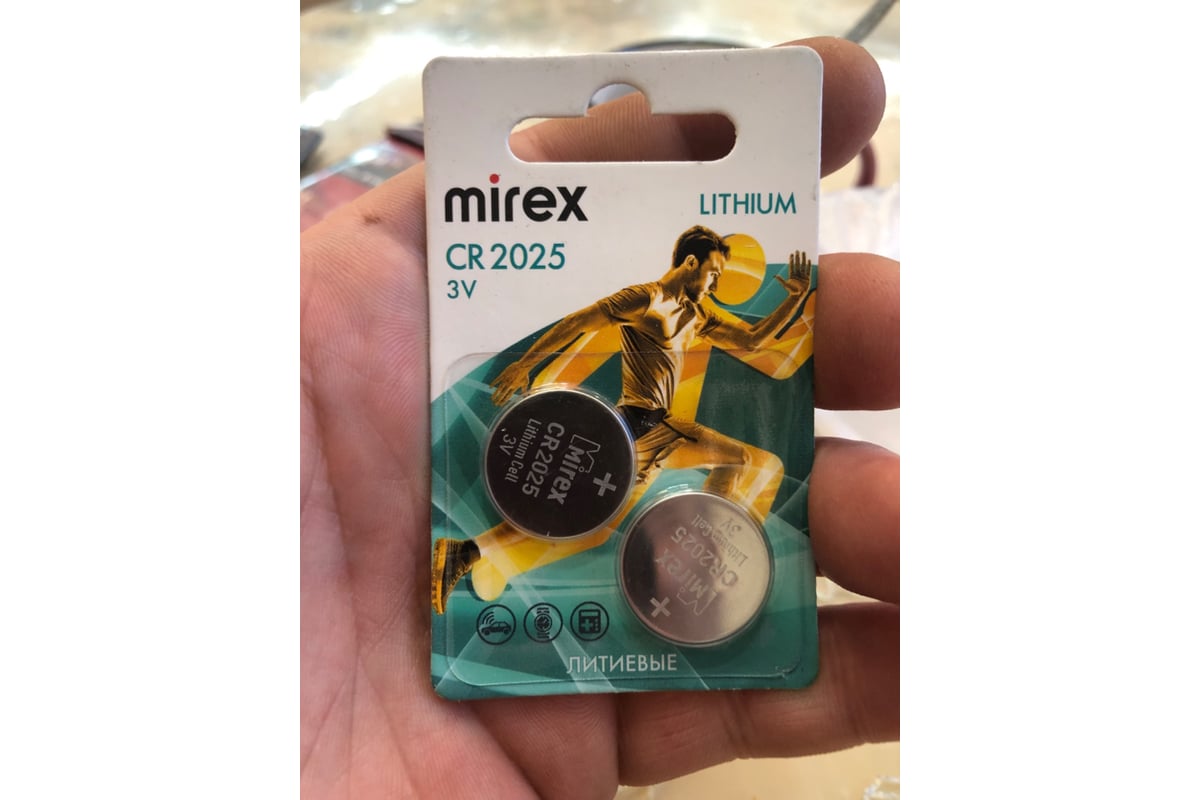 mirex
LITHIUM
CR 2025
3V
Mirex
CR2025
Lithium Cell
3V
+
Mirex
CR2025
Lithium Cell
3V
+
ЛИТИЕВЫЕ